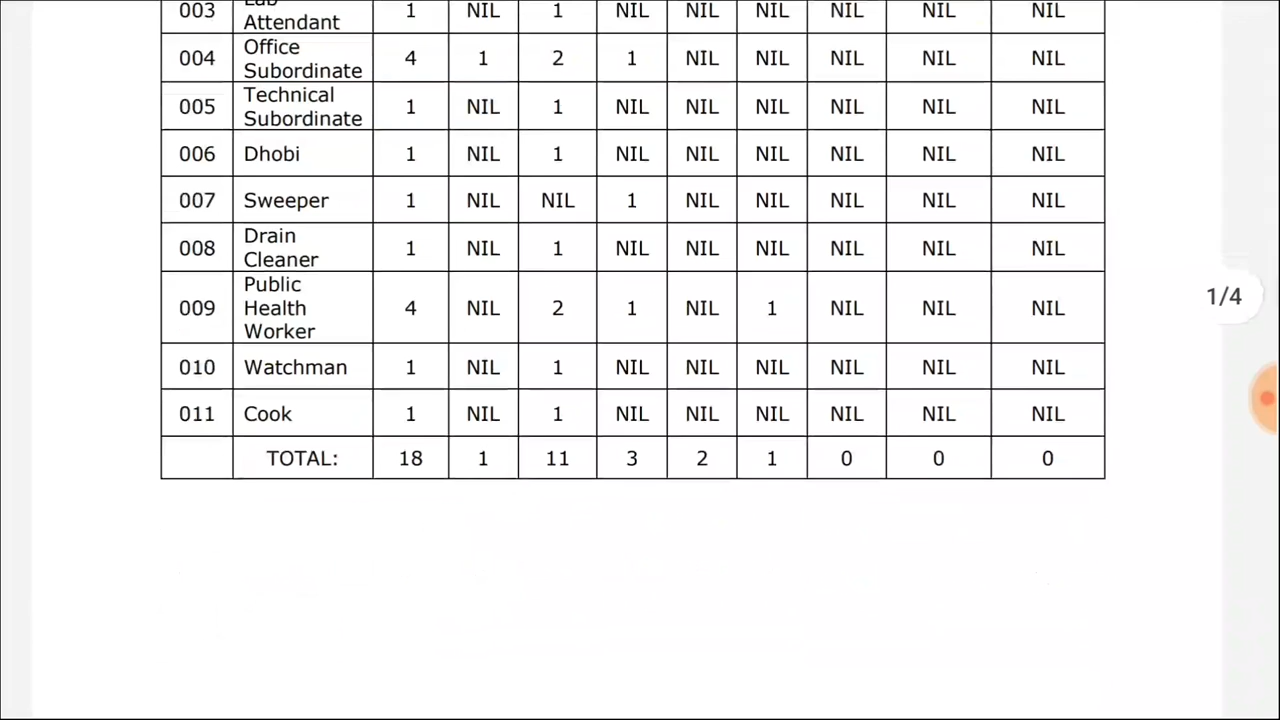 003 Lab Attendant 1 NIL 1 NIL NIL NIL NIL NIL NIL
004 Office Subordinate 4 1 2 1 NIL NIL NIL NIL NIL
005 Technical Subordinate 1 NIL 1 NIL NIL NIL NIL NIL NIL
006 Dhobi 1 NIL 1 NIL NIL NIL NIL NIL NIL
007 Sweeper 1 NIL NIL 1 NIL NIL NIL NIL NIL
008 Drain Cleaner 1 NIL 1 NIL NIL NIL NIL NIL NIL
009 Public Health Worker 4 NIL 2 1 NIL 1 NIL NIL NIL
1/4
010 Watchman 1 NIL 1 NIL NIL NIL NIL NIL NIL
011 Cook 1 NIL 1 NIL NIL NIL NIL NIL NIL
TOTAL: 18 1 11 3 2 1 0 0 0